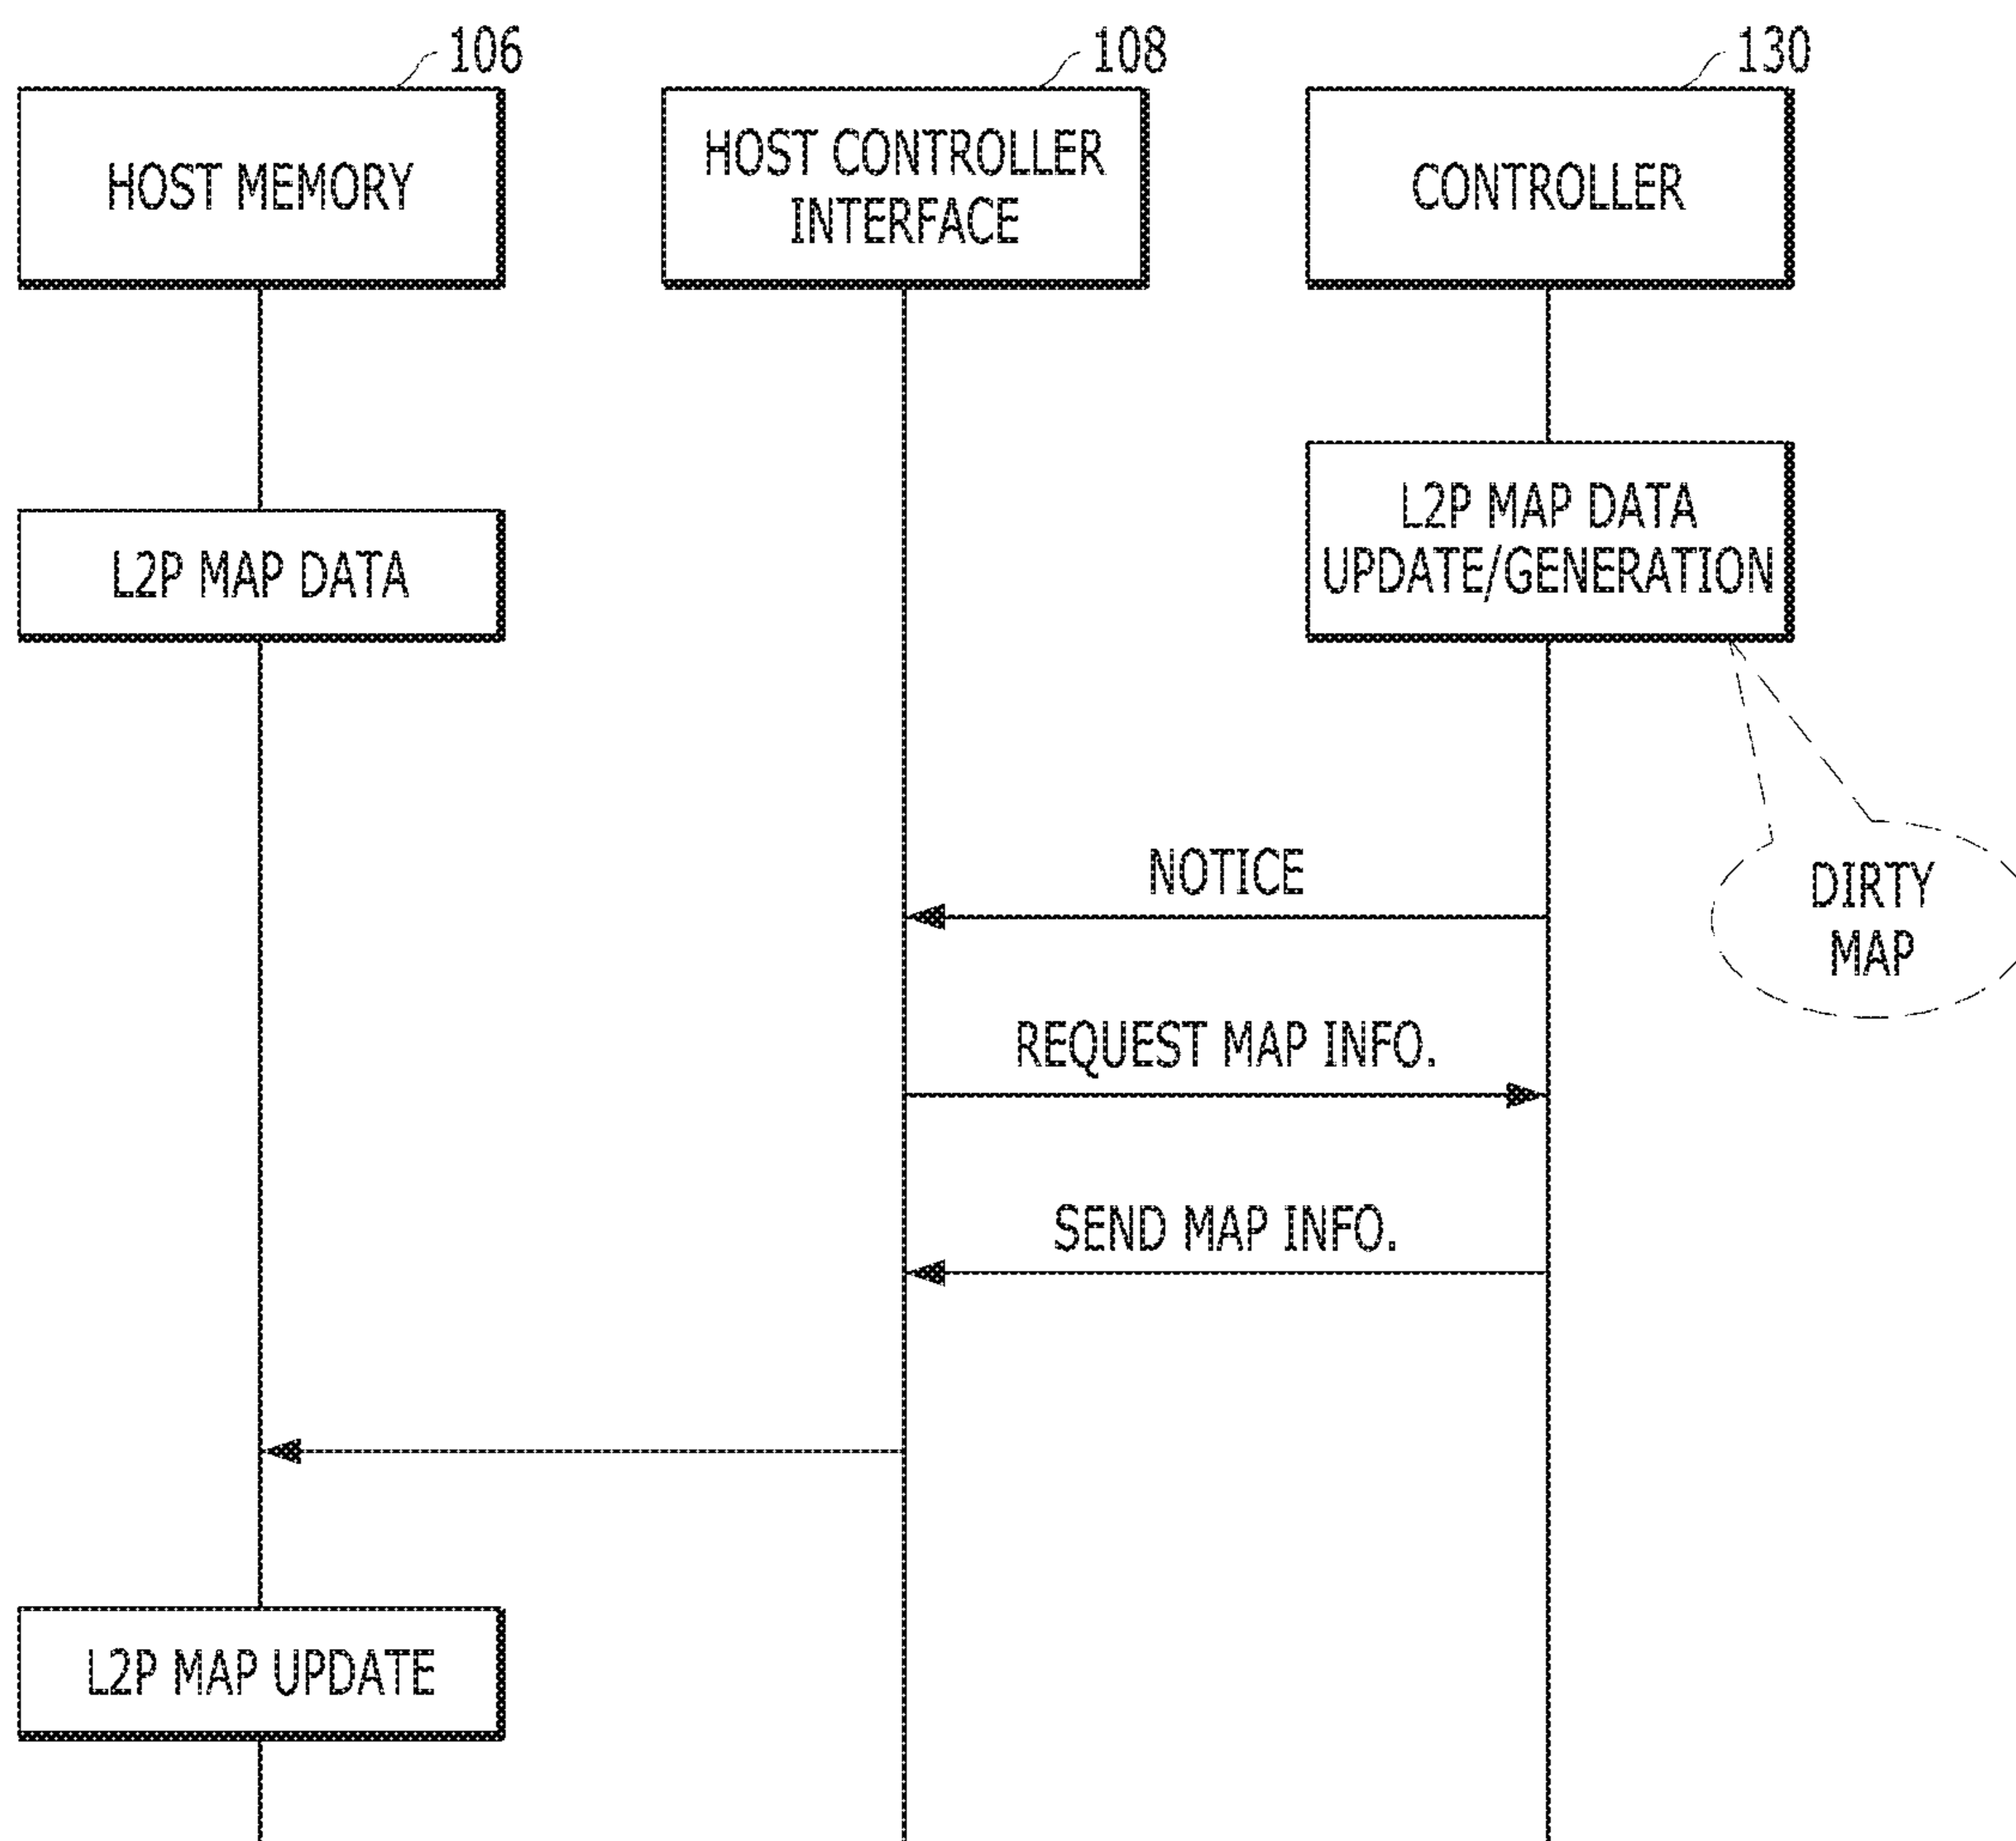 106
108
130
HOST MEMORY
HOST CONTROLLER
INTERFACE
CONTROLLER
L2P MAP DATA
L2P MAP DATA
UPDATE/GENERATION
NOTICE
DIRTY
MAP
REQUEST MAP INFO.
SEND MAP INFO.
L2P MAP UPDATE